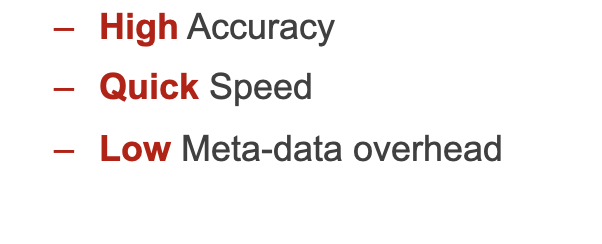 – High Accuracy
– Quick Speed
– Low Meta-data overhead